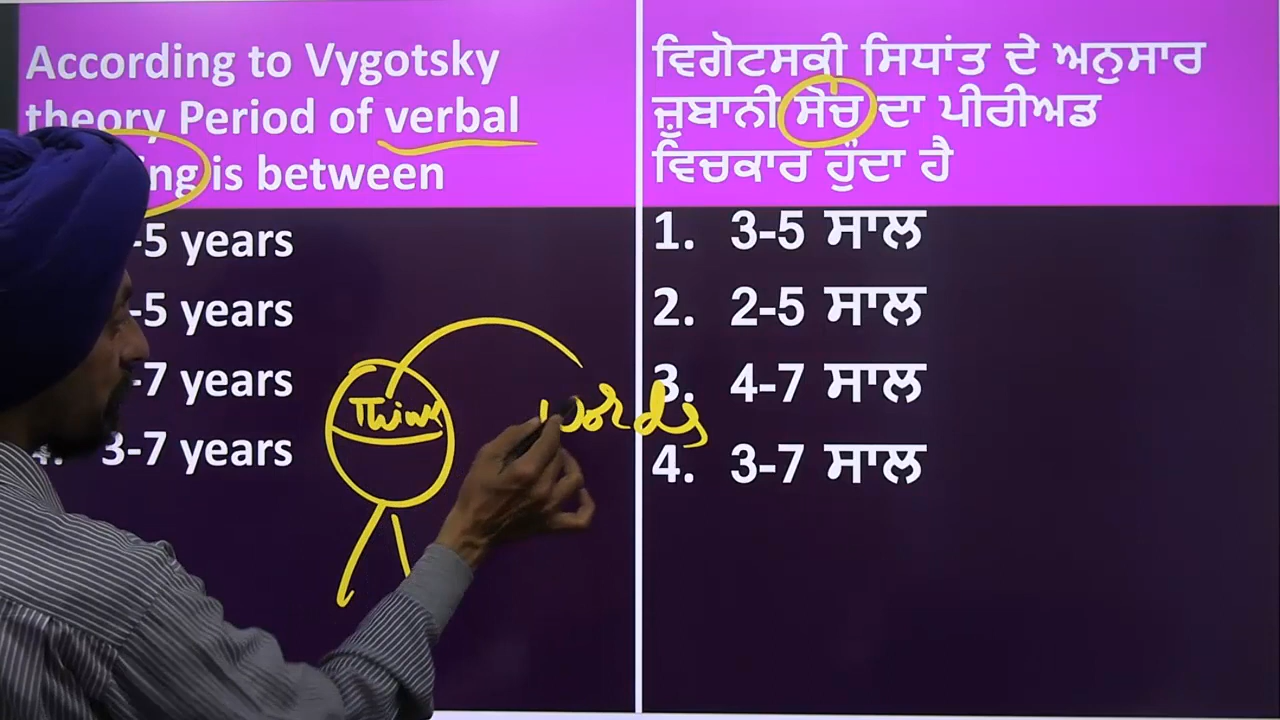 According to Vygotsky
theory Period of verbal
is between
-5 years
-5 years
-7 years
4. 3-7 years
Think
words
ਵਿਗੋਟਸਕੀ ਸਿਧਾਂਤ ਦੇ ਅਨੁਸਾਰ
ਜ਼ੁਬਾਨੀ ਸੋਚ ਦਾ ਪੀਰੀਅਡ
ਵਿਚਕਾਰ ਹੁੰਦਾ ਹੈ
1. 3-5 ਸਾਲ
2. 2-5 ਸਾਲ
3. 4-7 ਸਾਲ
4. 3-7 ਸਾਲ